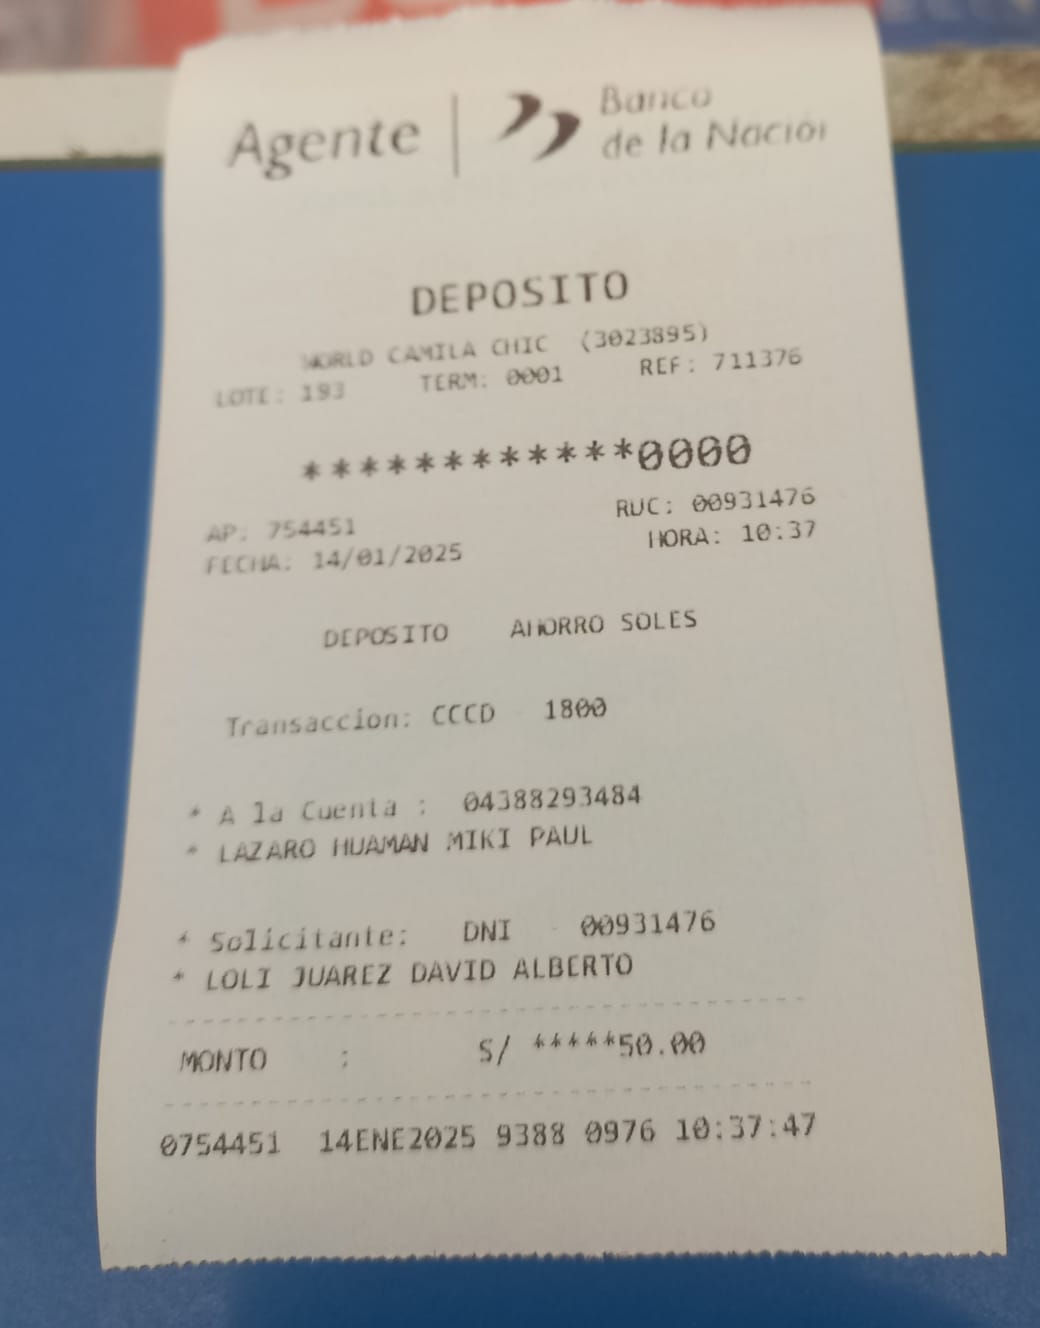 Agente | Banco
de la Nación
DEPOSITO
WORLD CAMILA CHIC (3023895)
LOTE: 193 TERM: 0001 REF: 711376
************0000
AP: 754451 RUC: 00931476
FECHA: 14/01/2025 HORA: 10:37
DEPOSITO AHORRO SOLES
Transaccion: CCCD 1800
* A la Cuenta : 04388293484
* LAZARO HUAMAN MIKI PAUL
* Solicitante: DNI 00931476
* LOLI JUAREZ DAVID ALBERTO
MONTO : S/ *****50.00
0754451 14ENE2025 9388 0976 10:37:47